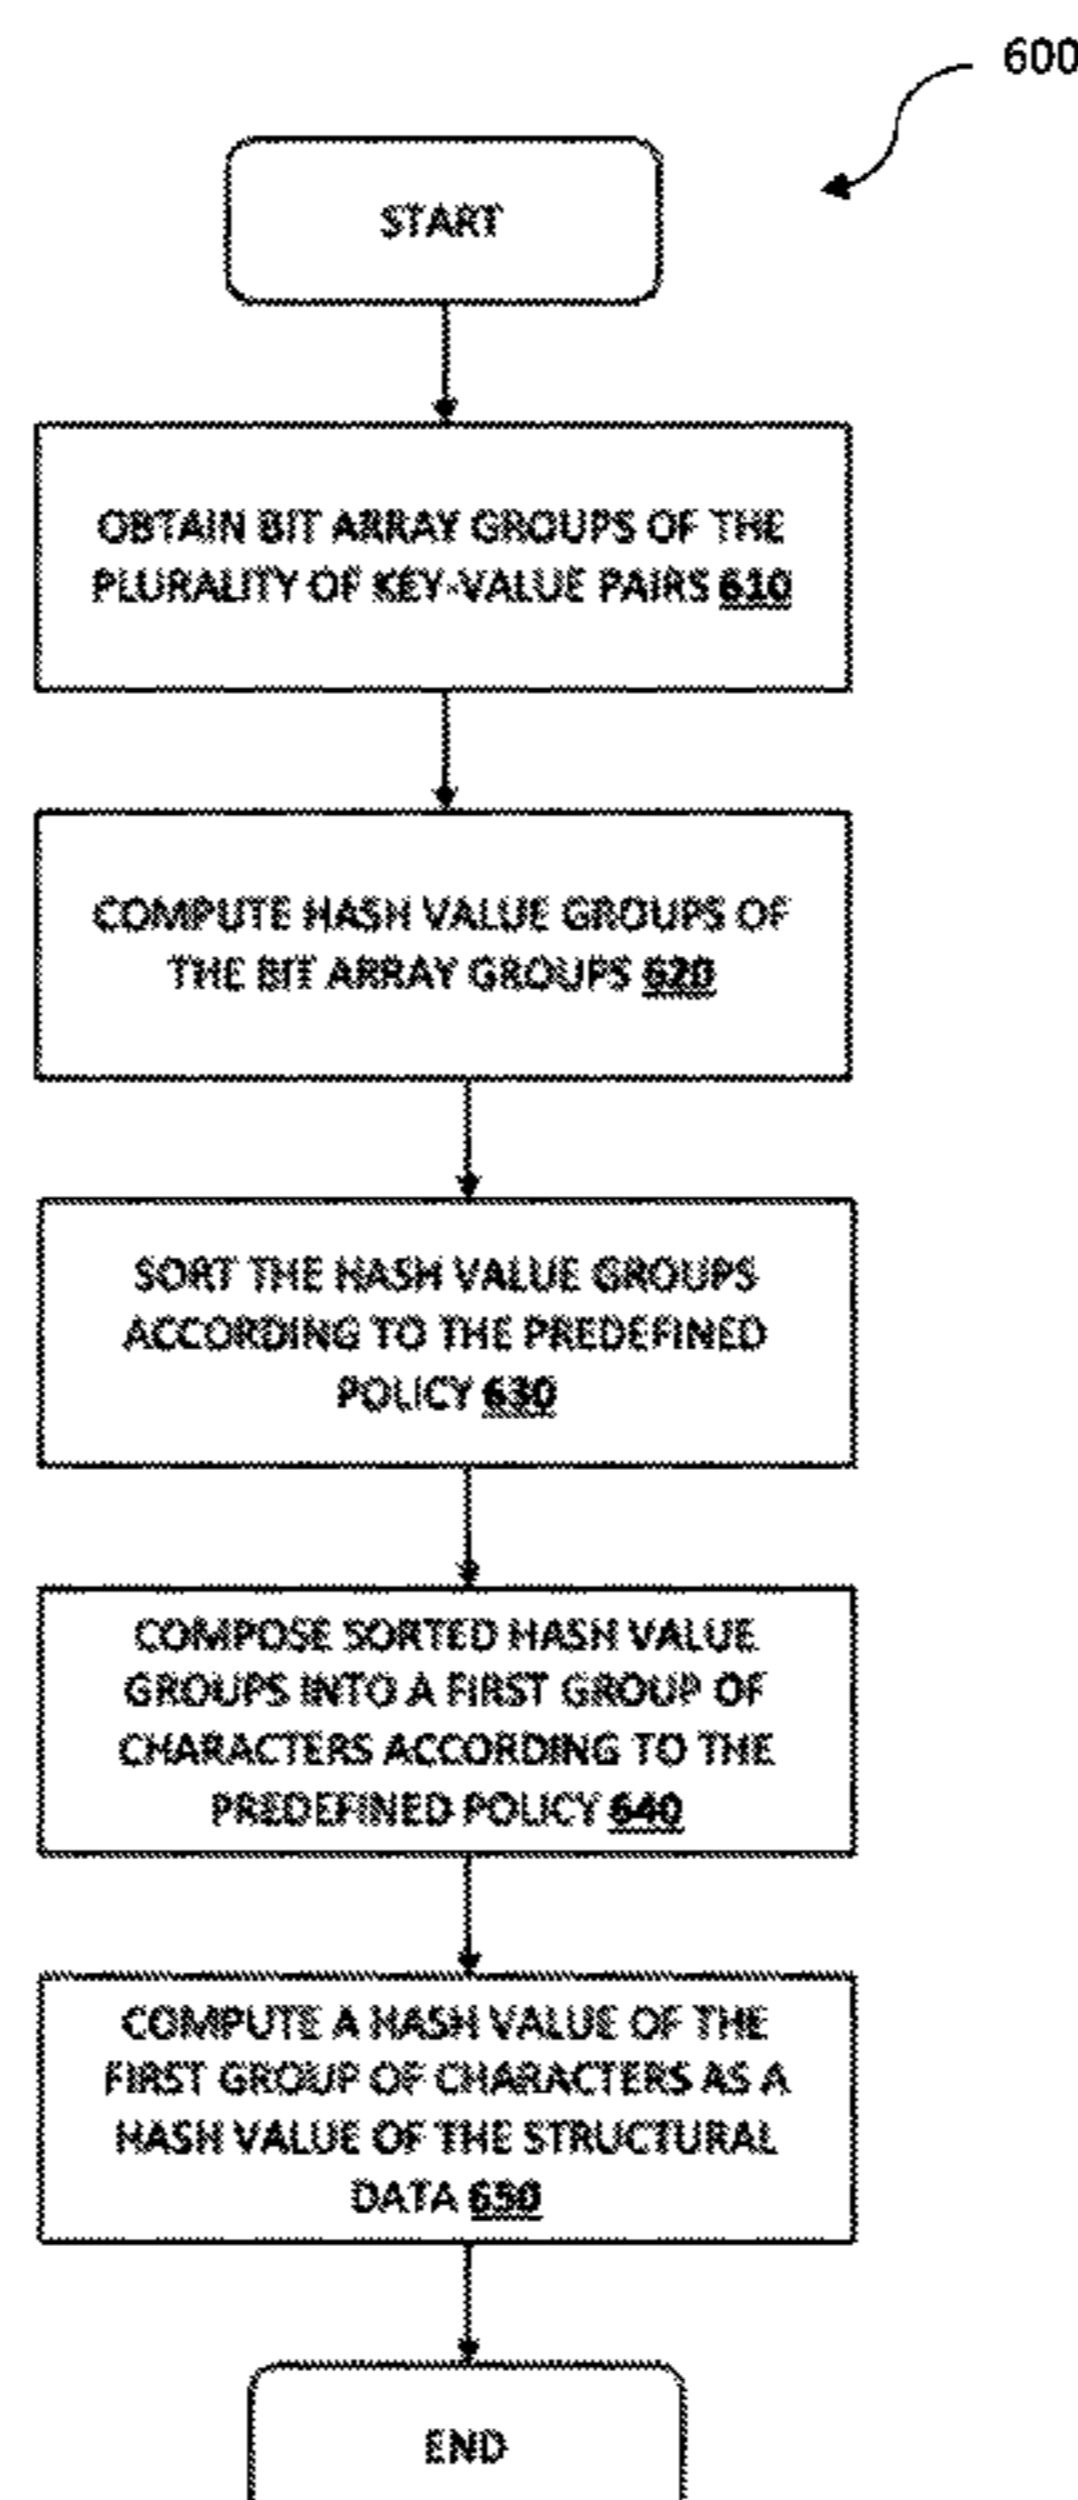 600
START
OBTAIN BIT ARRAY GROUPS OF THE
PLURALITY OF KEY-VALUE PAIRS 610
COMPUTE HASH VALUE GROUPS OF
THE BIT ARRAY GROUPS 620
SORT THE HASH VALUE GROUPS
ACCORDING TO THE PREDEFINED
POLICY 630
COMPOSE SORTED HASH VALUE
GROUPS INTO A FIRST GROUP OF
CHARACTERS ACCORDING TO THE
PREDEFINED POLICY 640
COMPUTE A HASH VALUE OF THE
FIRST GROUP OF CHARACTERS AS A
HASH VALUE OF THE STRUCTURAL
DATA 650
END